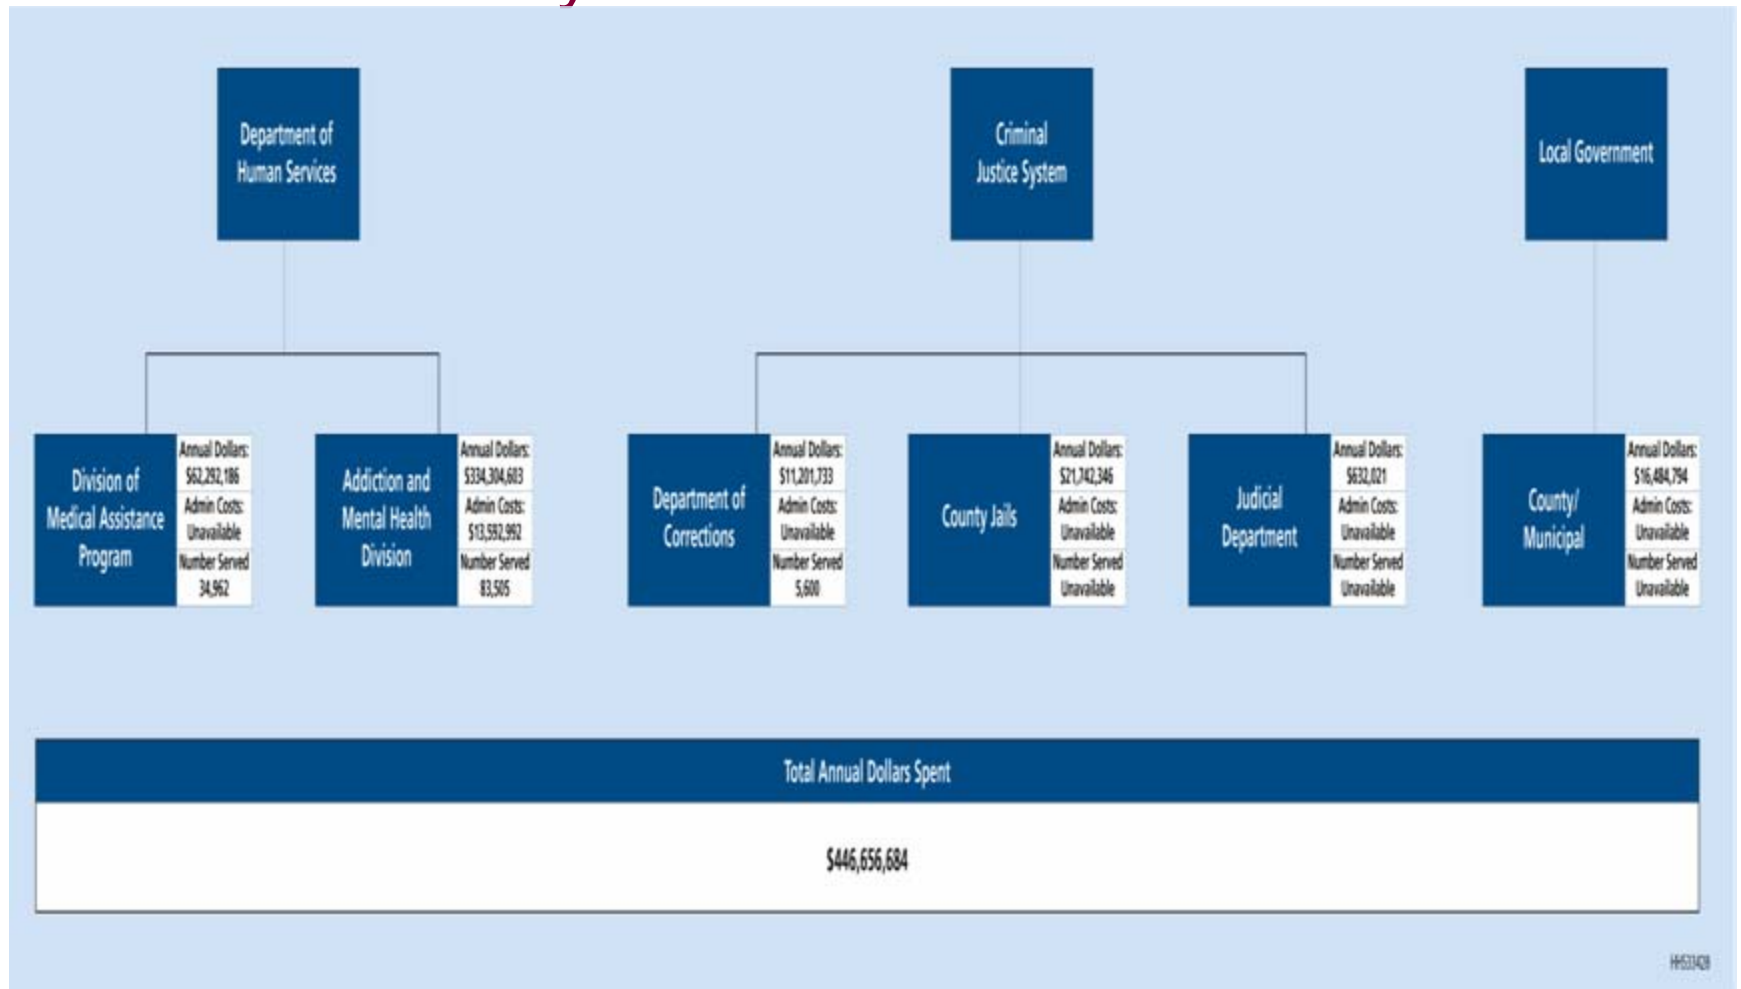 Department of
Human Services
Criminal
Justice System
Local Government
Division of
Medical Assistance
Program
Annual Dollars:
$62,292,186
Admin Costs:
Unavailable
Number Served
34,962
Addiction and
Mental Health
Division
Annual Dollars:
$334,304,603
Admin Costs:
$13,592,992
Number Served
83,505
Department of
Corrections
Annual Dollars:
$11,201,733
Admin Costs:
Unavailable
Number Served
5,600
County Jails
Annual Dollars:
$21,742,346
Admin Costs:
Unavailable
Number Served
Unavailable
Judicial
Department
Annual Dollars:
$632,021
Admin Costs:
Unavailable
Number Served
Unavailable
County/
Municipal
Annual Dollars:
$16,484,794
Admin Costs:
Unavailable
Number Served
Unavailable
Total Annual Dollars Spent
$446,656,684